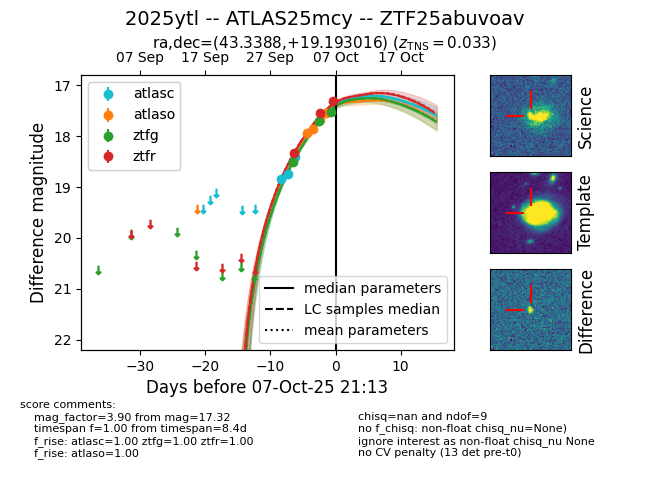 2025ytl -- ATLAS25mcy -- ZTF25abuvoav
ra,dec=(43.3388,+19.193016) (z_TNS = 0.033)
07 Sep 17 Sep 27 Sep 07 Oct 17 Oct
17
18
19
20
21
22
Difference magnitude
atlasc
atlaso
ztfg
ztfr
median parameters
LC samples median
mean parameters
−30 −20 −10 0 10
Days before 07-Oct-25 21:13
Science
Template
Difference
score comments:
mag_factor=3.90 from mag=17.32
timespan f=1.00 from timespan=8.4d
f_rise: atlasc=1.00 ztfg=1.00 ztfr=1.00
f_rise: atlaso=1.00
chisq=nan and ndof=9
no f_chisq: non-float chisq_nu=None)
ignore interest as non-float chisq_nu None
no CV penalty (13 det pre-t0)